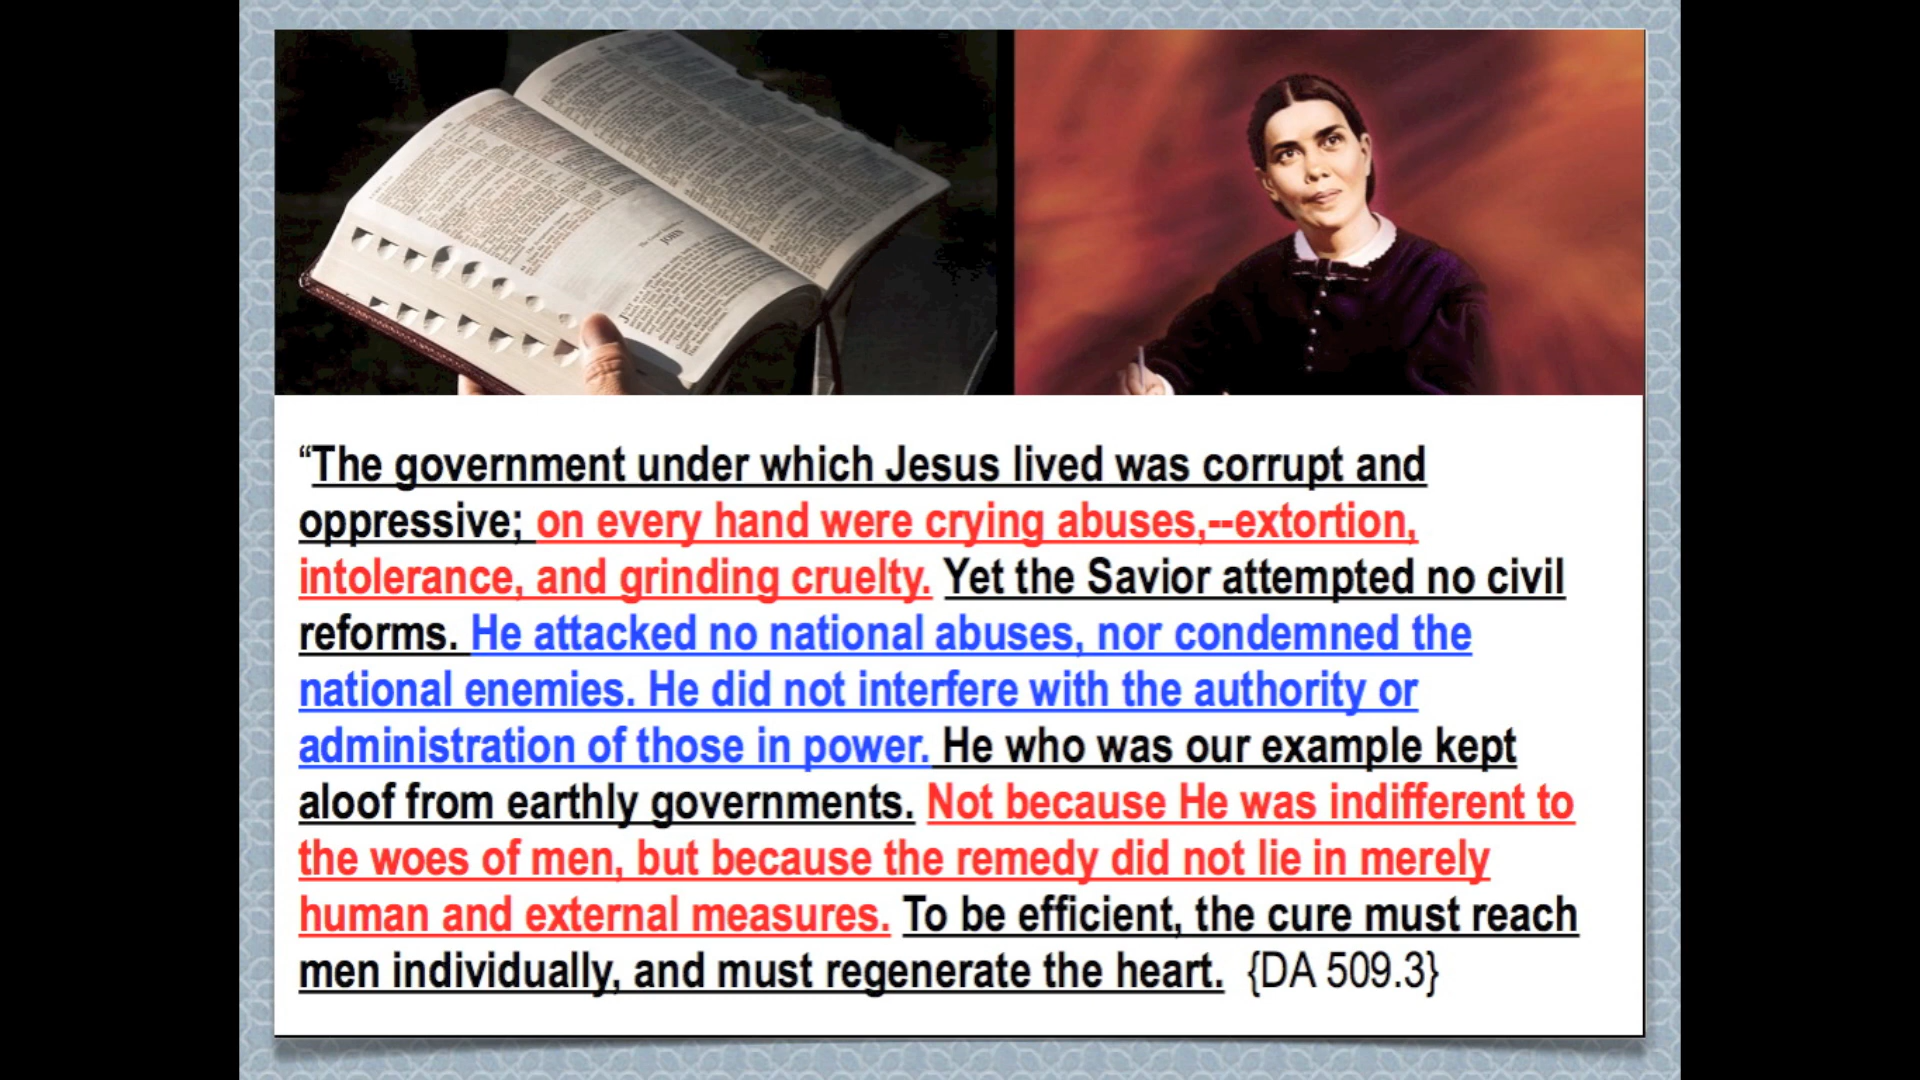 JOHN
“The government under which Jesus lived was corrupt and
oppressive; on every hand were crying abuses,--extortion,
intolerance, and grinding cruelty. Yet the Savior attempted no civil
reforms. He attacked no national abuses, nor condemned the
national enemies. He did not interfere with the authority or
administration of those in power. He who was our example kept
aloof from earthly governments. Not because He was indifferent to
the woes of men, but because the remedy did not lie in merely
human and external measures. To be efficient, the cure must reach
men individually, and must regenerate the heart. {DA 509.3}